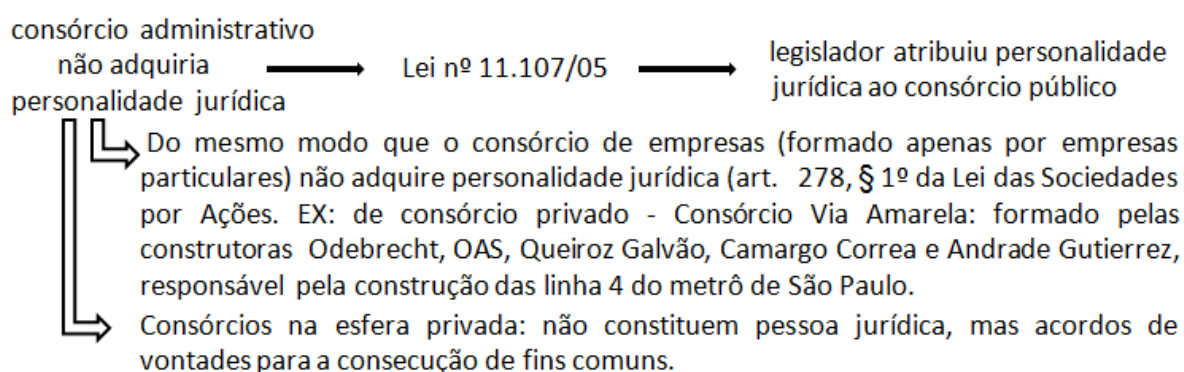 consórcio administrativo
não adquiria
personalidade jurídica
Lei nº 11.107/05
legislador atribuiu personalidade
jurídica ao consórcio público
Do mesmo modo que o consórcio de empresas (formado apenas por empresas
particulares) não adquire personalidade jurídica (art. 278, § 1º da Lei das Sociedades
por Ações. EX: de consórcio privado - Consórcio Via Amarela: formado pelas
construtoras Odebrecht, OAS, Queiroz Galvão, Camargo Correa e Andrade Gutierrez,
responsável pela construção das linha 4 do metrô de São Paulo.
Consórcios na esfera privada: não constituem pessoa jurídica, mas acordos de
vontades para a consecução de fins comuns.